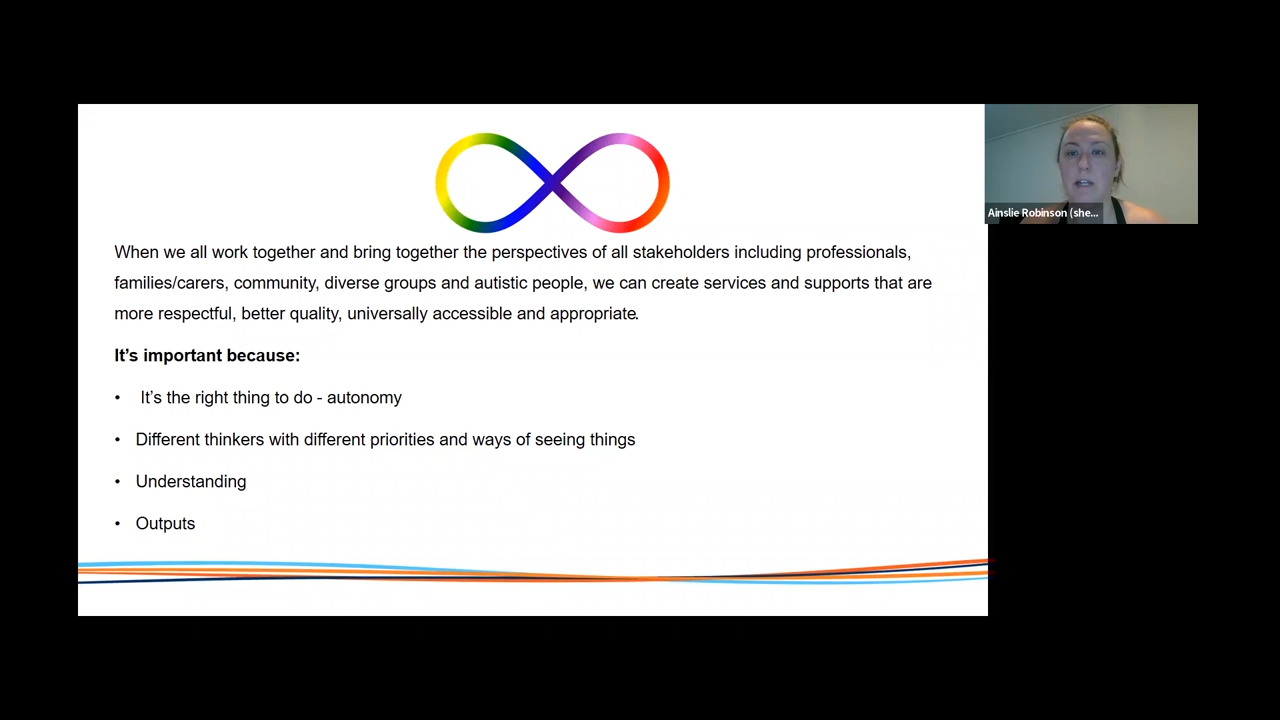 When we all work together and bring together the perspectives of all stakeholders including professionals,
families/carers, community, diverse groups and autistic people, we can create services and supports that are
more respectful, better quality, universally accessible and appropriate.
It’s important because:
• It’s the right thing to do - autonomy
• Different thinkers with different priorities and ways of seeing things
• Understanding
• Outputs
Ainslie Robinson (she...